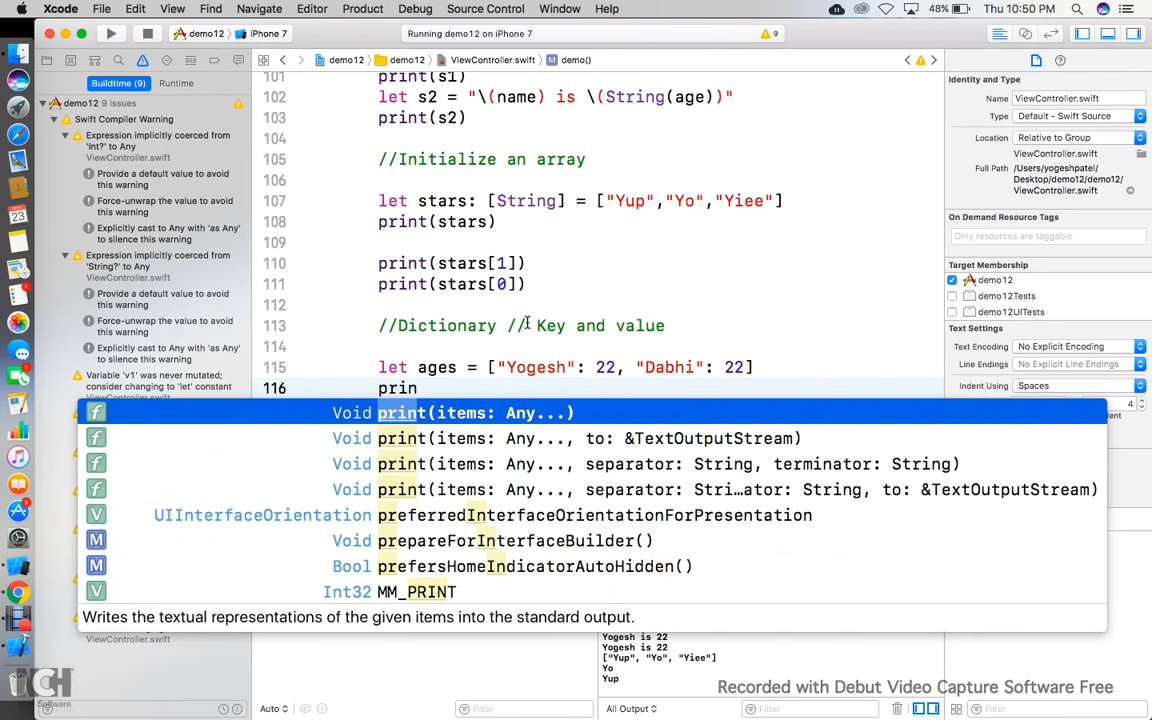 Xcode File Edit View Find Navigate Editor Product Debug Source Control Window Help 48% Thu 10:50 PM
demo12 iPhone 7 Running demo12 on iPhone 7 9
demo12 demo12 ViewController.swift M demo()
Buildtime (9) Runtime
demo12 9 issues
Swift Compiler Warning
Expression implicitly coerced from
'Int?' to Any
ViewController.swift
Provide a default value to avoid
this warning
Force-unwrap the value to avoid
this warning
Explicitly cast to Any with 'as Any'
to silence this warning
Expression implicitly coerced from
'String?' to Any
ViewController.swift
Provide a default value to avoid
this warning
Force-unwrap the value to avoid
this warning
Explicitly cast to Any with 'as Any'
to silence this warning
Variable 'v1' was never mutated;
consider changing to 'let' constant
101 print(s1)
102 let s2 = "\(name) is \(String(age))"
103 print(s2)
104
105 //Initialize an array
106
107 let stars: [String] = ["Yup","Yo","Yiee"]
108 print(stars)
109
110 print(stars[1])
111 print(stars[0])
112
113 //Dictionary // Key and value
114
115 let ages = ["Yogesh": 22, "Dabhi": 22]
116 prin
f Void print(items: Any...)
f Void print(items: Any..., to: &TextOutputStream)
f Void print(items: Any..., separator: String, terminator: String)
f Void print(items: Any..., separator: Stri...ator: String, to: &TextOutputStream)
V UIInterfaceOrientation preferredInterfaceOrientationForPresentation
M Void prepareForInterfaceBuilder()
M Bool prefersHomeIndicatorAutoHidden()
V Int32 MM_PRINT
Writes the textual representations of the given items into the standard output.
Identity and Type
Name ViewController.swift
Type Default - Swift Source
Location Relative to Group
ViewController.swift
Full Path /Users/yogeshpatel/
Desktop/demo12/demo12/
ViewController.swift
On Demand Resource Tags
Only resources are taggable
Target Membership
demo12
demo12Tests
demo12UITests
Text Settings
Text Encoding No Explicit Encoding
Line Endings No Explicit Line Endings
Indent Using Spaces
4
ViewController.swift
Yogesh is 22
Yogesh is 22
["Yup", "Yo", "Yiee"]
Yo
Yup
NCH
Software
Recorded with Debut Video Capture Software Free
Filter Auto Filter All Output Filter Filter